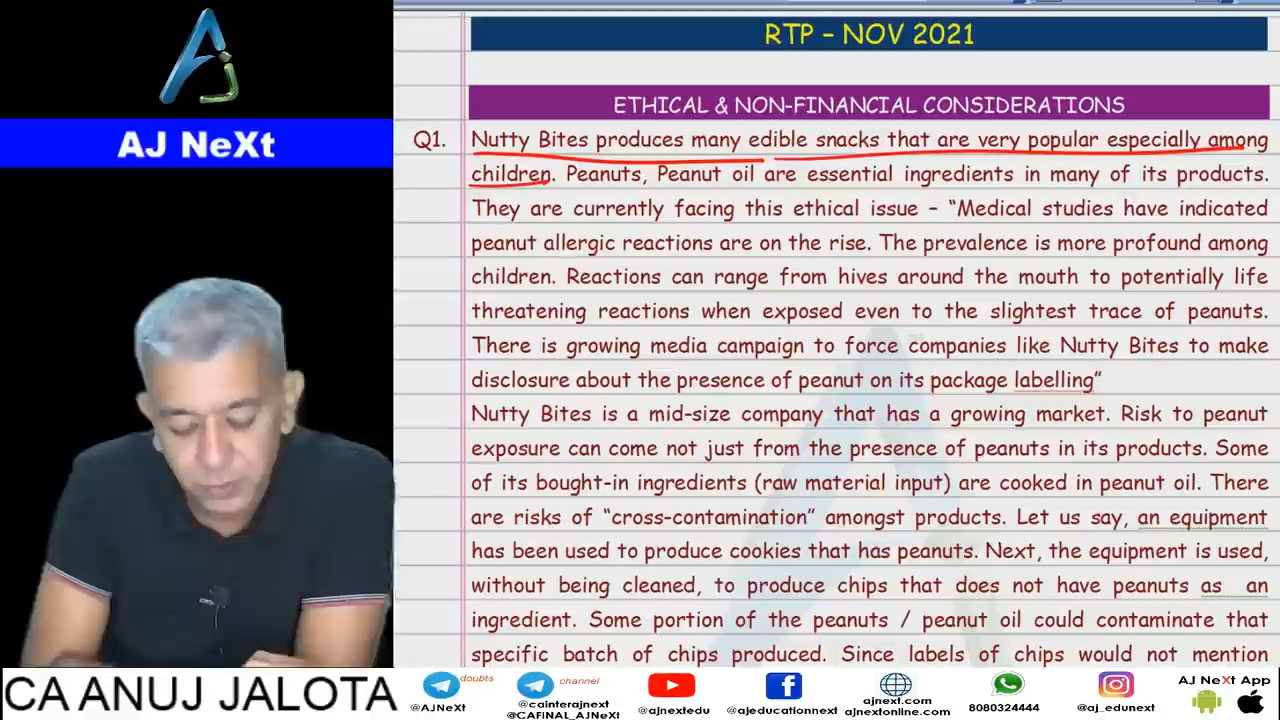 RTP – NOV 2021
ETHICAL & NON-FINANCIAL CONSIDERATIONS
AJ NeXt
Q1. Nutty Bites produces many edible snacks that are very popular especially among
children. Peanuts, Peanut oil are essential ingredients in many of its products.
They are currently facing this ethical issue – “Medical studies have indicated
peanut allergic reactions are on the rise. The prevalence is more profound among
children. Reactions can range from hives around the mouth to potentially life
threatening reactions when exposed even to the slightest trace of peanuts.
There is growing media campaign to force companies like Nutty Bites to make
disclosure about the presence of peanut on its package labelling”
Nutty Bites is a mid-size company that has a growing market. Risk to peanut
exposure can come not just from the presence of peanuts in its products. Some
of its bought-in ingredients (raw material input) are cooked in peanut oil. There
are risks of “cross-contamination” amongst products. Let us say, an equipment
has been used to produce cookies that has peanuts. Next, the equipment is used,
without being cleaned, to produce chips that does not have peanuts as an
ingredient. Some portion of the peanuts / peanut oil could contaminate that
specific batch of chips produced. Since labels of chips would not mention
CA ANUJ JALOTA
doubts
@AJNeXt
channel
@cainterajnext
@CAFINAL_AJNeXt
@ajnextedu
@ajeducationnext
ajnext.com
ajnextonline.com
8080324444
@aj_edunext
AJ NeXt App